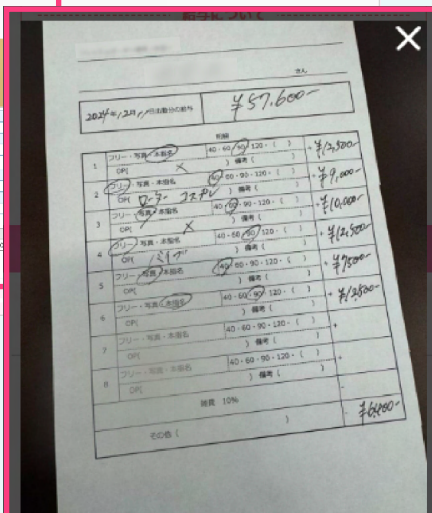 給与について
さん
2024年12月11日出勤分の給与 ¥57,600-
明細
1 フリー・写真・本指名 40・60・90・120・( ) + ¥12,500-
OP( × ) 備考( )
2 フリー・写真・本指名 40・60・90・120・( ) + ¥9,000-
OP( ローター コスプレ ) 備考( )
3 フリー・写真・本指名 40・60・90・120・( ) + ¥10,000-
OP( × ) 備考( )
4 フリー・写真・本指名 40・60・90・120・( ) + ¥12,500-
OP( バイブ ) 備考( )
5 フリー・写真・本指名 40・60・90・120・( ) + ¥7,500-
OP( ) 備考( )
6 フリー・写真・本指名 40・60・90・120・( ) + ¥12,500-
OP( ) 備考( )
7 フリー・写真・本指名 40・60・90・120・( ) +
OP( ) 備考( )
8 フリー・写真・本指名 40・60・90・120・( ) +
OP( ) 備考( )
雑費 10% -
その他( ) - ¥6,400-